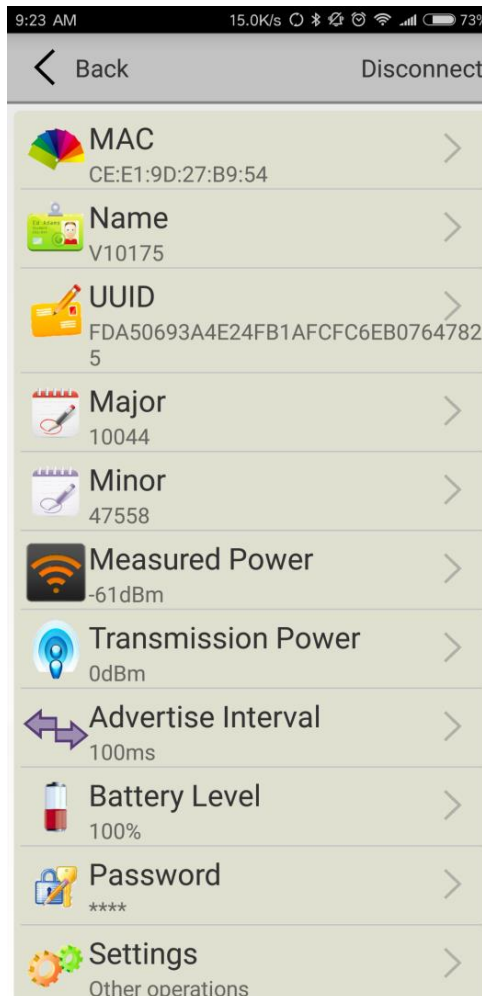 9:23 AM 15.0K/s 73%
Back Disconnect
MAC
CE:E1:9D:27:B9:54
Name
V10175
UUID
FDA50693A4E24FB1AFCFC6EB0764782
5
Major
10044
Minor
47558
Measured Power
-61dBm
Transmission Power
0dBm
Advertise Interval
100ms
Battery Level
100%
Password
****
Settings
Other operations